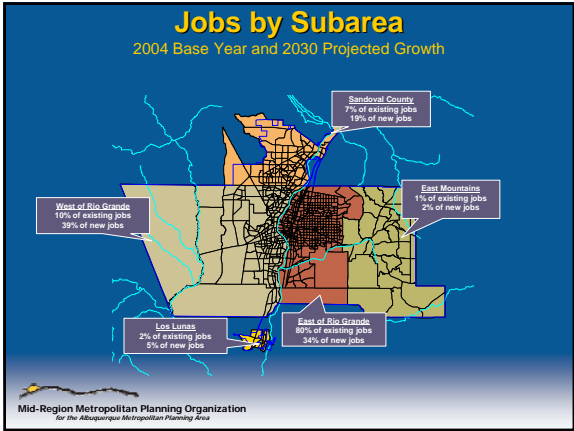 Jobs by Subarea
2004 Base Year and 2030 Projected Growth
Sandoval County
7% of existing jobs
19% of new jobs
East Mountains
1% of existing jobs
2% of new jobs
West of Rio Grande
10% of existing jobs
39% of new jobs
Los Lunas
2% of existing jobs
5% of new jobs
East of Rio Grande
80% of existing jobs
34% of new jobs
Mid-Region Metropolitan Planning Organization
for the Albuquerque Metropolitan Planning Area